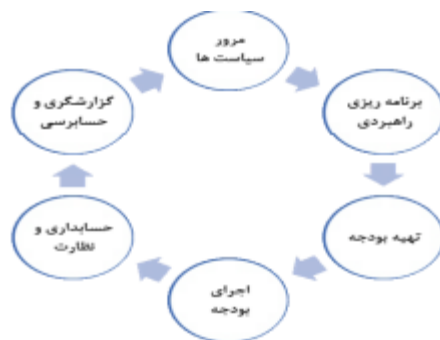 مرور
سیاست ها
برنامه ریزی
راهبردی
تهیه بودجه
اجرای
بودجه
حسابداری و
نظارت
گزارشگری و
حسابرسی